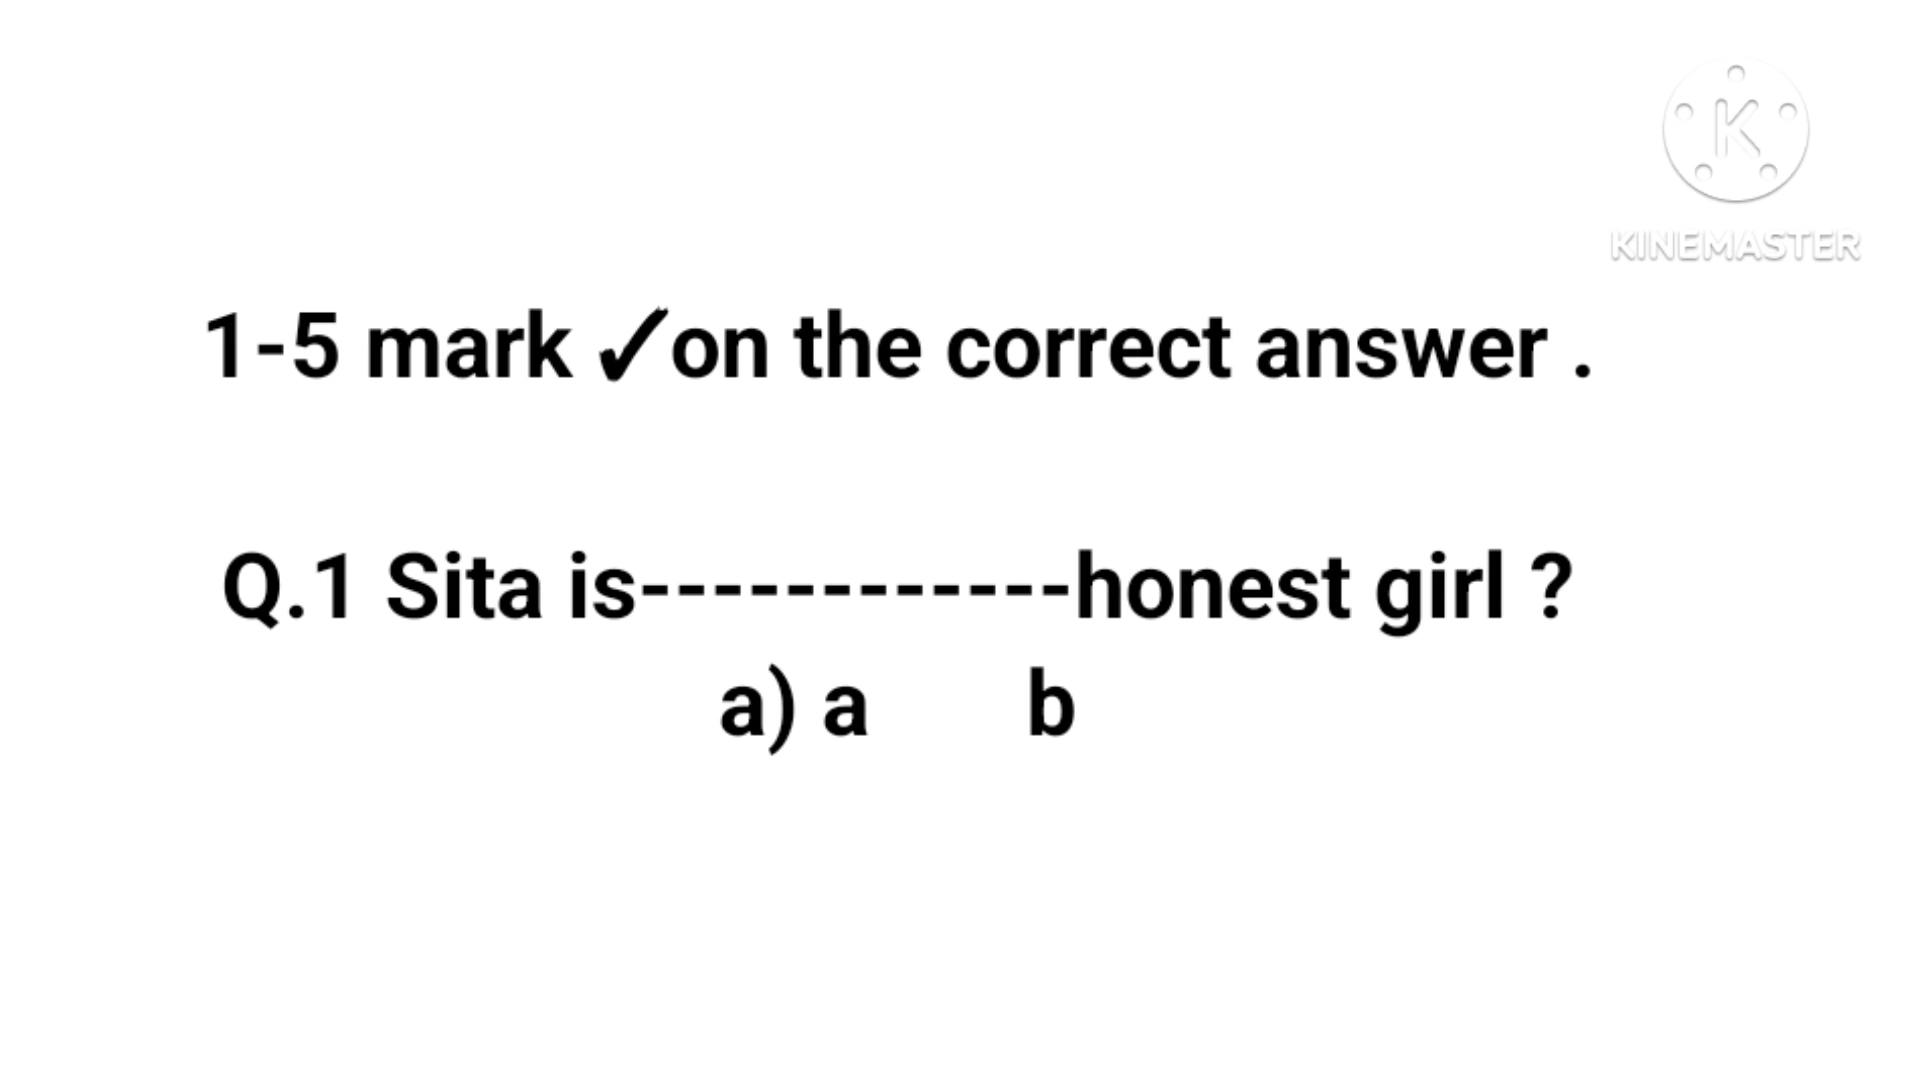 K
KINEMASTER
1-5 mark ✓on the correct answer .
Q.1 Sita is------------honest girl ?
a) a b